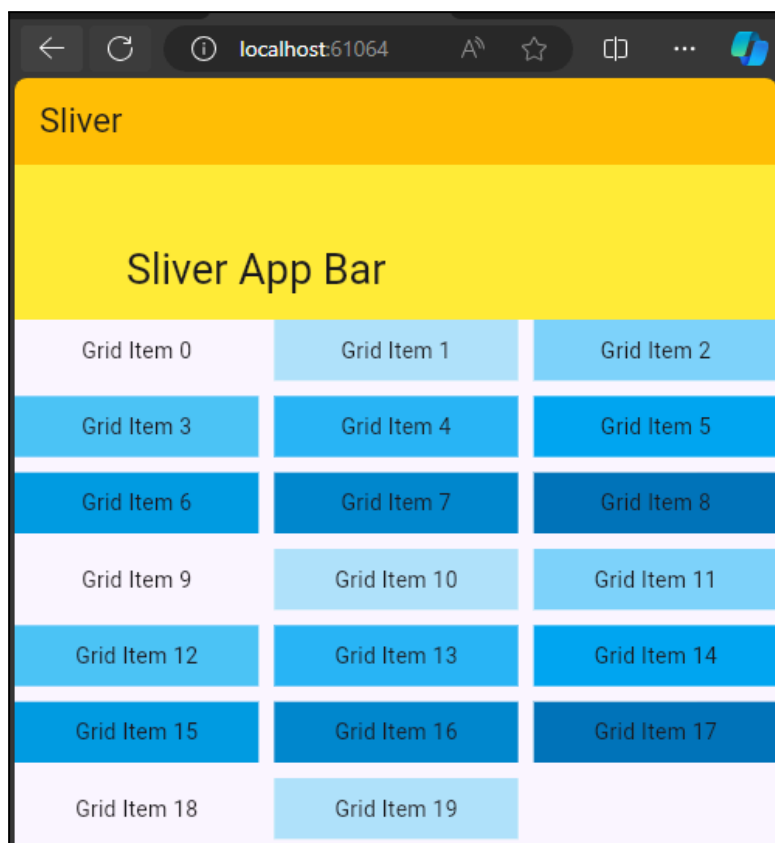 localhost:61064
Sliver
Sliver App Bar
Grid Item 0 Grid Item 1 Grid Item 2
Grid Item 3 Grid Item 4 Grid Item 5
Grid Item 6 Grid Item 7 Grid Item 8
Grid Item 9 Grid Item 10 Grid Item 11
Grid Item 12 Grid Item 13 Grid Item 14
Grid Item 15 Grid Item 16 Grid Item 17
Grid Item 18 Grid Item 19